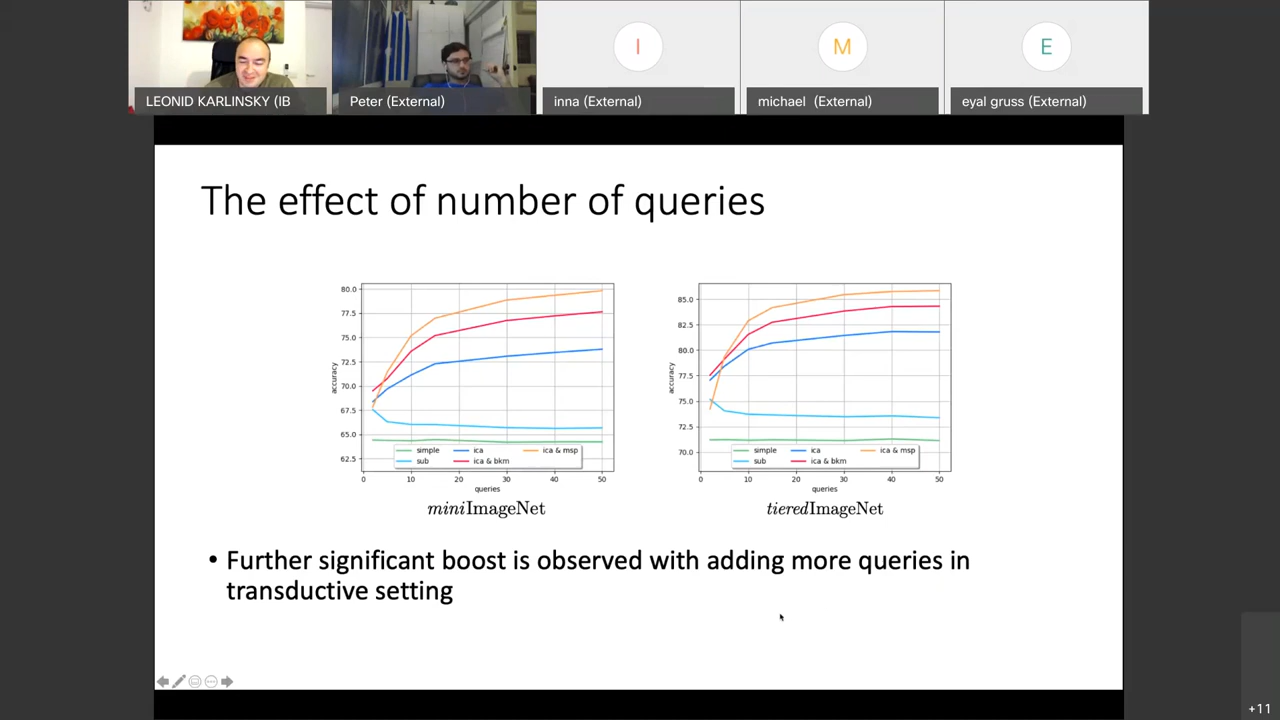 I
M
E
LEONID KARLINSKY (IB
Peter (External)
inna (External)
michael (External)
eyal gruss (External)
The effect of number of queries
80.0
77.5
75.0
72.5
70.0
67.5
65.0
62.5
accuracy
simple
ica
ica & msp
sub
ica & bkm
0 10 20 30 40 50
queries
miniImageNet
85.0
82.5
80.0
77.5
75.0
72.5
70.0
accuracy
simple
ica
ica & msp
sub
ica & bkm
0 10 20 30 40 50
queries
tieredImageNet
• Further significant boost is observed with adding more queries in
transductive setting
+11